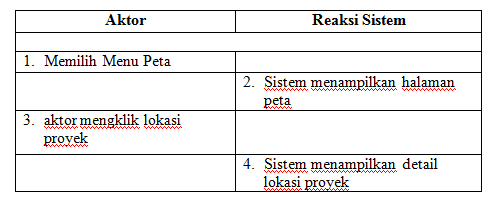 Aktor Reaksi Sistem
1. Memilih Menu Peta
2. Sistem menampilkan halaman
peta
3. aktor mengklik lokasi
proyek
4. Sistem menampilkan detail
lokasi proyek